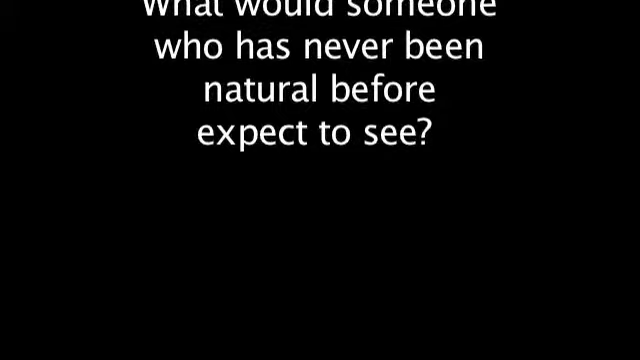 What would someone
who has never been
natural before
expect to see?